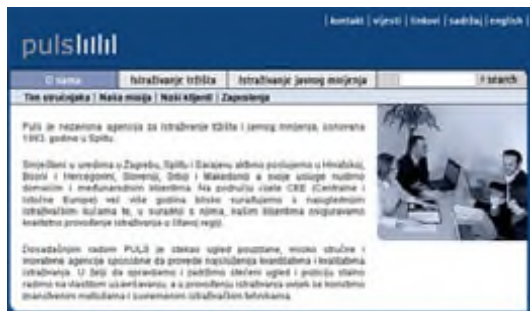 | kontakt | vijesti | linkovi | sadržaj | english |
puls
O nama Istraživanje tržišta Istraživanje javnog mnijenja search
Tim stručnjaka | Naša misija | Naši klijenti | Zaposlenja
Puls je nezavisna agencija za istraživanje tržišta i javnog mnijenja, osnovana
1993. godine u Splitu.
Smješteni u uredima u Zagrebu, Splitu i Sarajevu aktivno poslujemo u Hrvatskoj,
Bosni i Hercegovini, Sloveniji, Srbiji i Makedoniji a svoje usluge nudimo
domaćim i međunarodnim klijentima. Na području cijele CEE (Centralne i
Istočne Europe) već više godina blisko surađujemo s najuglednijim
istraživačkim kućama te, u suradnji s njima, našim klijentima osiguravamo
kvalitetno provođenje istraživanja u čitavoj regiji.
Dosadašnjim radom PULS je stekao ugled pouzdane, visoko stručne i
inovativne agencije sposobne da provede najsloženija kvantitativna i kvalitativna
istraživanja. U želji da opravdamo i zadržimo stečeni ugled i poziciju stalno
radimo na vlastitom usavršavanju, a u provođenju istraživanja uvijek se koristimo
znanstvenim metodama i suvremenim istraživačkim tehnikama.